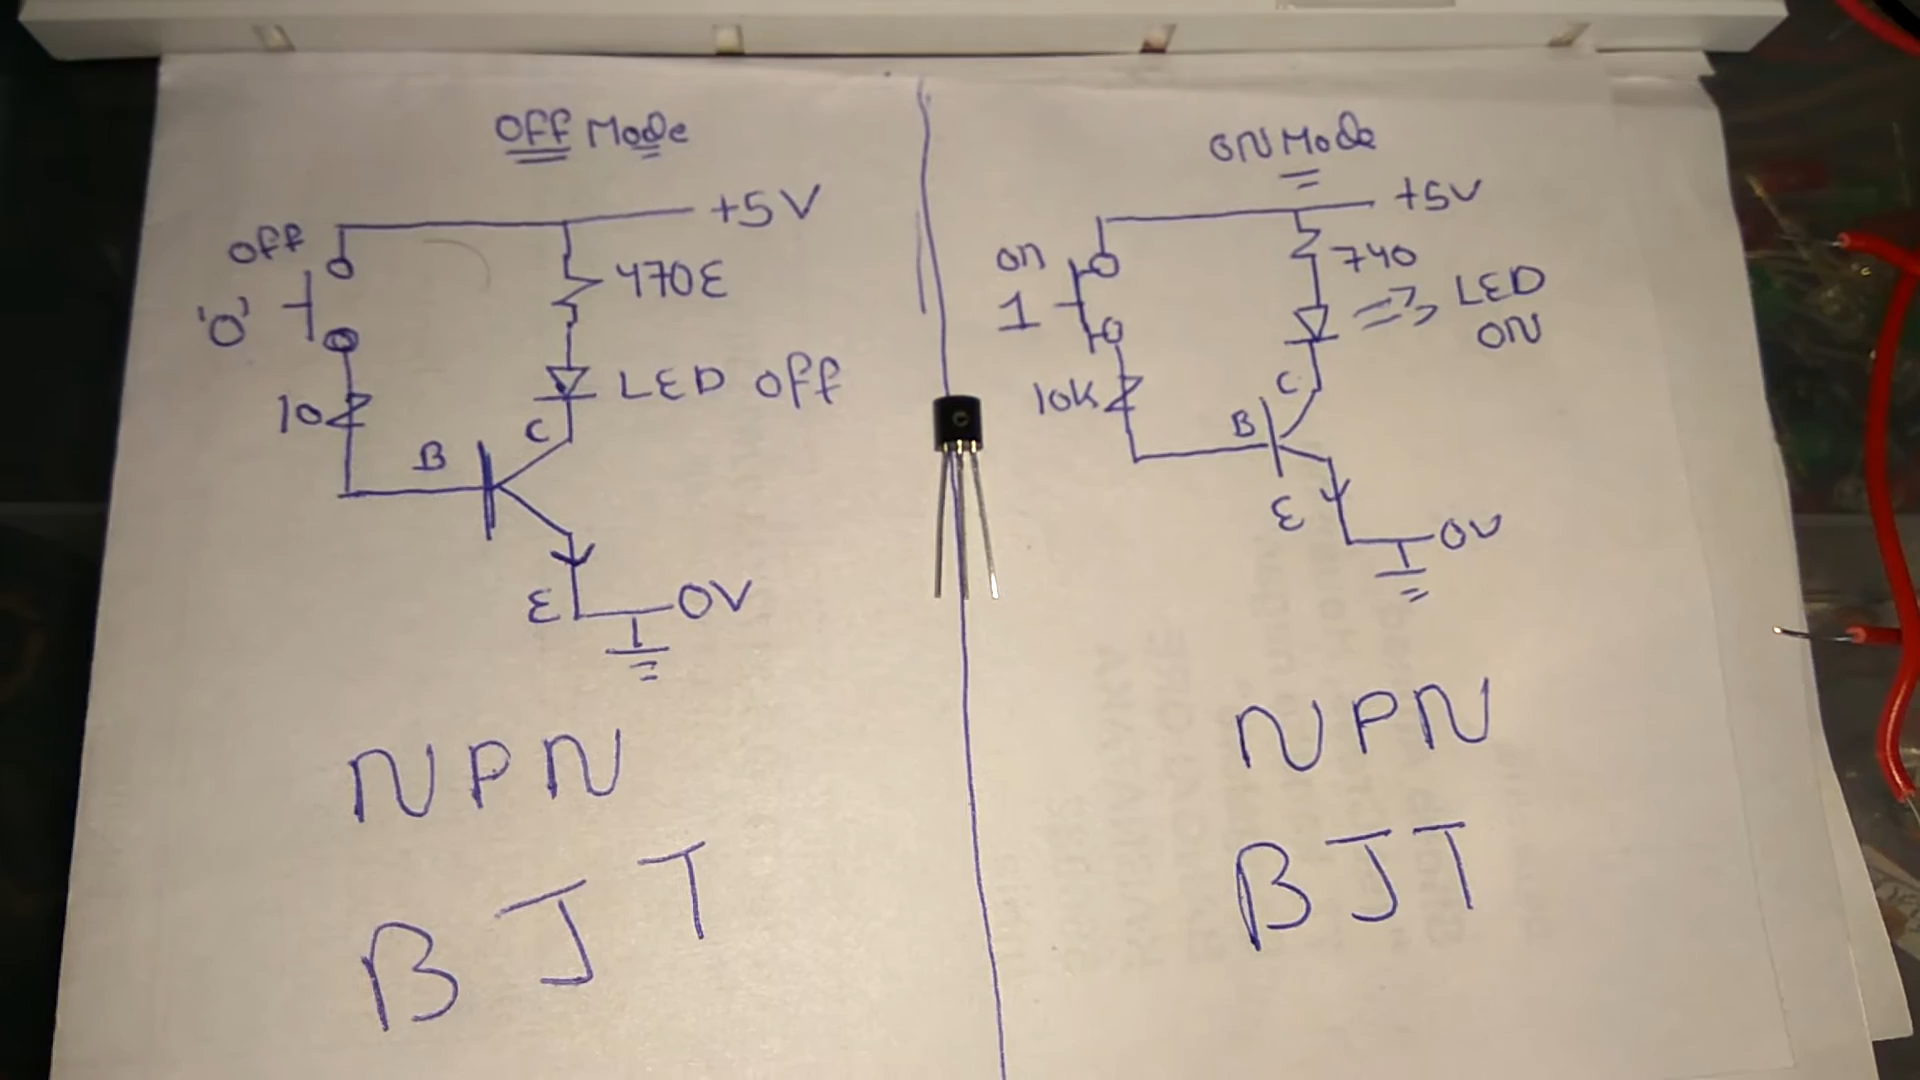 OFF Mode
+5V
off
'0'
470E
10
LED off
B
C
E
0V
NPN
BJT
ON Mode
+5V
on
1
740
LED
ON
10K
B
C
E
0V
NPN
BJT